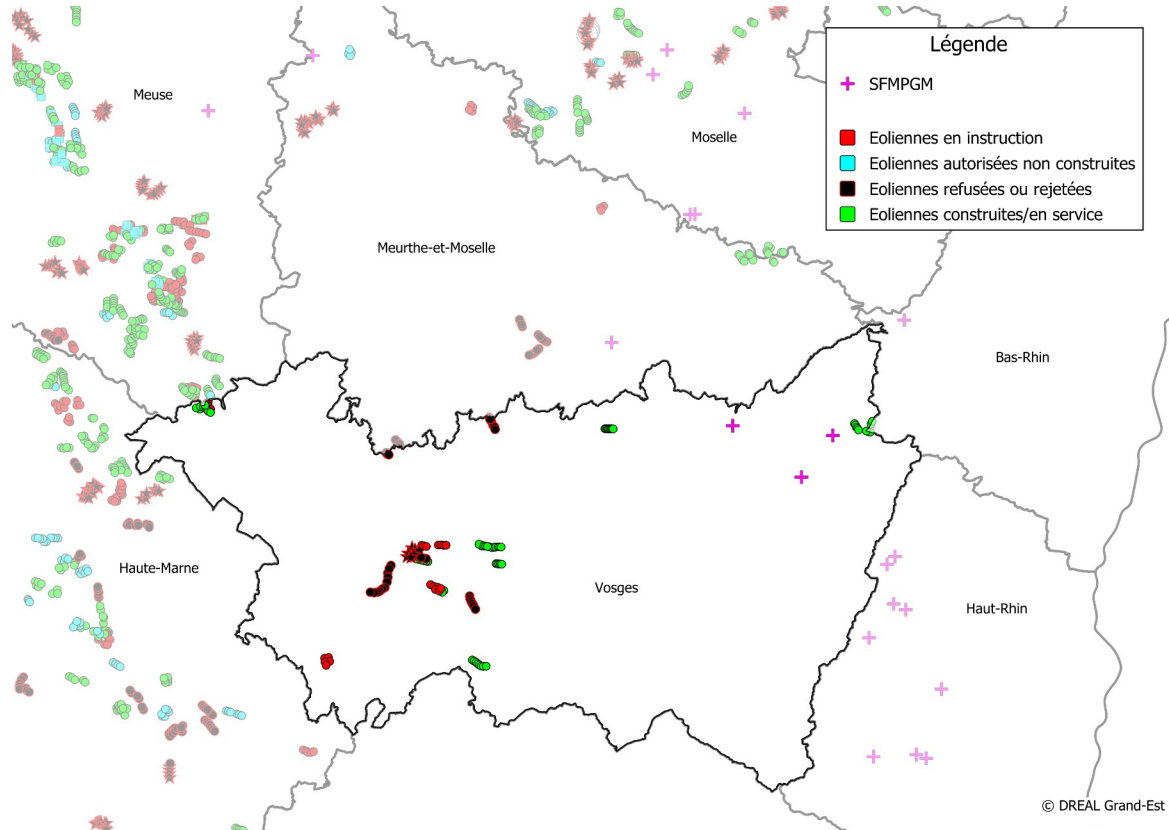 Légende
SFMPGM
Eoliennes en instruction
Eoliennes autorisées non construites
Eoliennes refusées ou rejetées
Eoliennes construites/en service
Meuse
Moselle
Meurthe-et-Moselle
Bas-Rhin
Haute-Marne
Vosges
Haut-Rhin
© DREAL Grand-Est